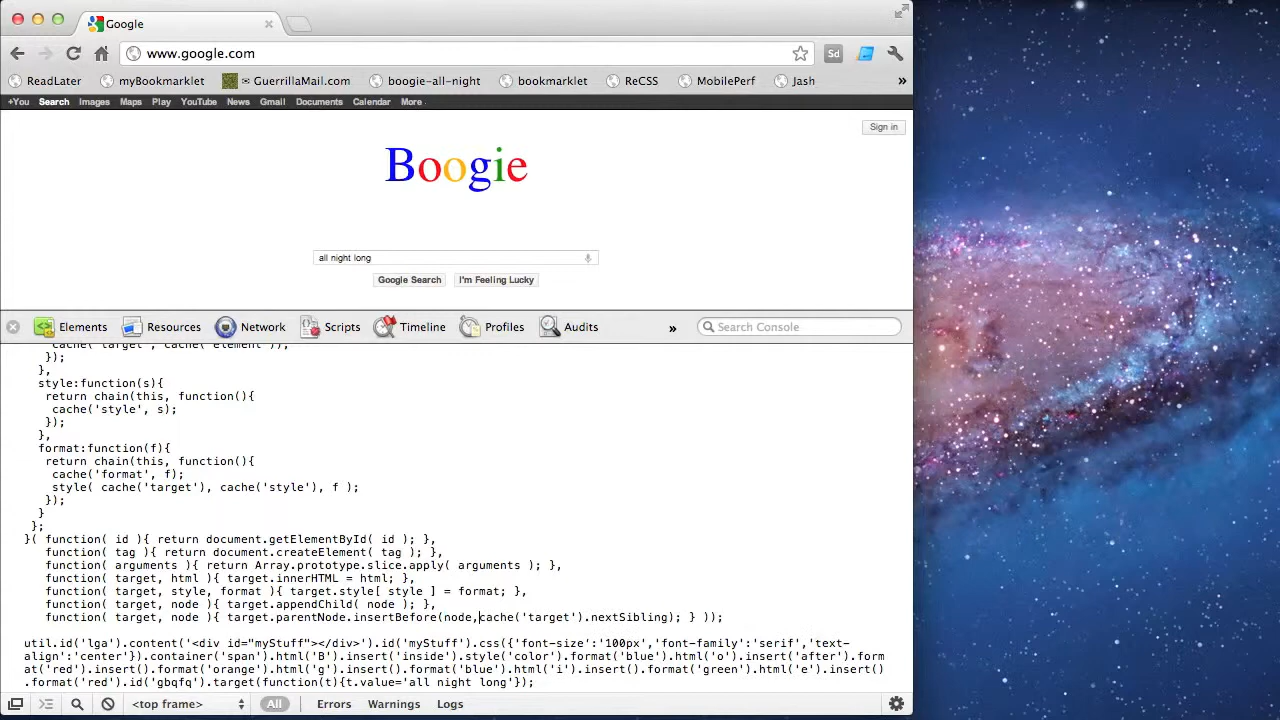 Google
www.google.com
ReadLater myBookmarklet GuerrillaMail.com boogie-all-night bookmarklet ReCSS MobilePerf Jash »
+You Search Images Maps Play YouTube News Gmail Documents Calendar More
Sign in
Boogie
all night long
Google Search I'm Feeling Lucky
Elements Resources Network Scripts Timeline Profiles Audits » Search Console
cache('target', cache('element'));
});
},
style:function(s){
return chain(this, function(){
cache('style', s);
});
},
format:function(f){
return chain(this, function(){
cache('format', f);
style( cache('target'), cache('style'), f );
});
}
};
}( function( id ){ return document.getElementById( id ); },
function( tag ){ return document.createElement( tag ); },
function( arguments ){ return Array.prototype.slice.apply( arguments ); },
function( target, html ){ target.innerHTML = html; },
function( target, style, format ){ target.style[ style ] = format; },
function( target, node ){ target.appendChild( node ); },
function( target, node ){ target.parentNode.insertBefore(node,cache('target').nextSibling); } ));
util.id('lga').content('<div id="myStuff"></div>').id('myStuff').css({'font-size':'100px','font-family':'serif','text-
align':'center'}).container('span').html('B').insert('inside').style('color').format('blue').html('o').insert('after').form
at('red').insert().format('orange').html('g').insert().format('blue').html('i').insert().format('green').html('e').insert()
.format('red').id('gbqfq').target(function(t){t.value='all night long'});
<top frame> All Errors Warnings Logs
Sd